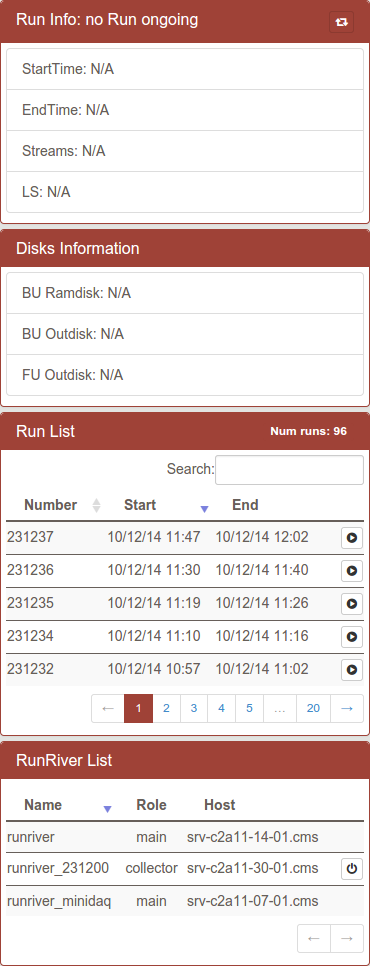 Run Info: no Run ongoing
StartTime: N/A
EndTime: N/A
Streams: N/A
LS: N/A
Disks Information
BU Ramdisk: N/A
BU Outdisk: N/A
FU Outdisk: N/A
Run List Num runs: 96
Search:
Number Start End
231237 10/12/14 11:47 10/12/14 12:02
231236 10/12/14 11:30 10/12/14 11:40
231235 10/12/14 11:19 10/12/14 11:26
231234 10/12/14 11:10 10/12/14 11:16
231232 10/12/14 10:57 10/12/14 11:02
← 1 2 3 4 5 ... 20 →
RunRiver List
Name Role Host
runriver main srv-c2a11-14-01.cms
runriver_231200 collector srv-c2a11-30-01.cms
runriver_minidaq main srv-c2a11-07-01.cms
← →